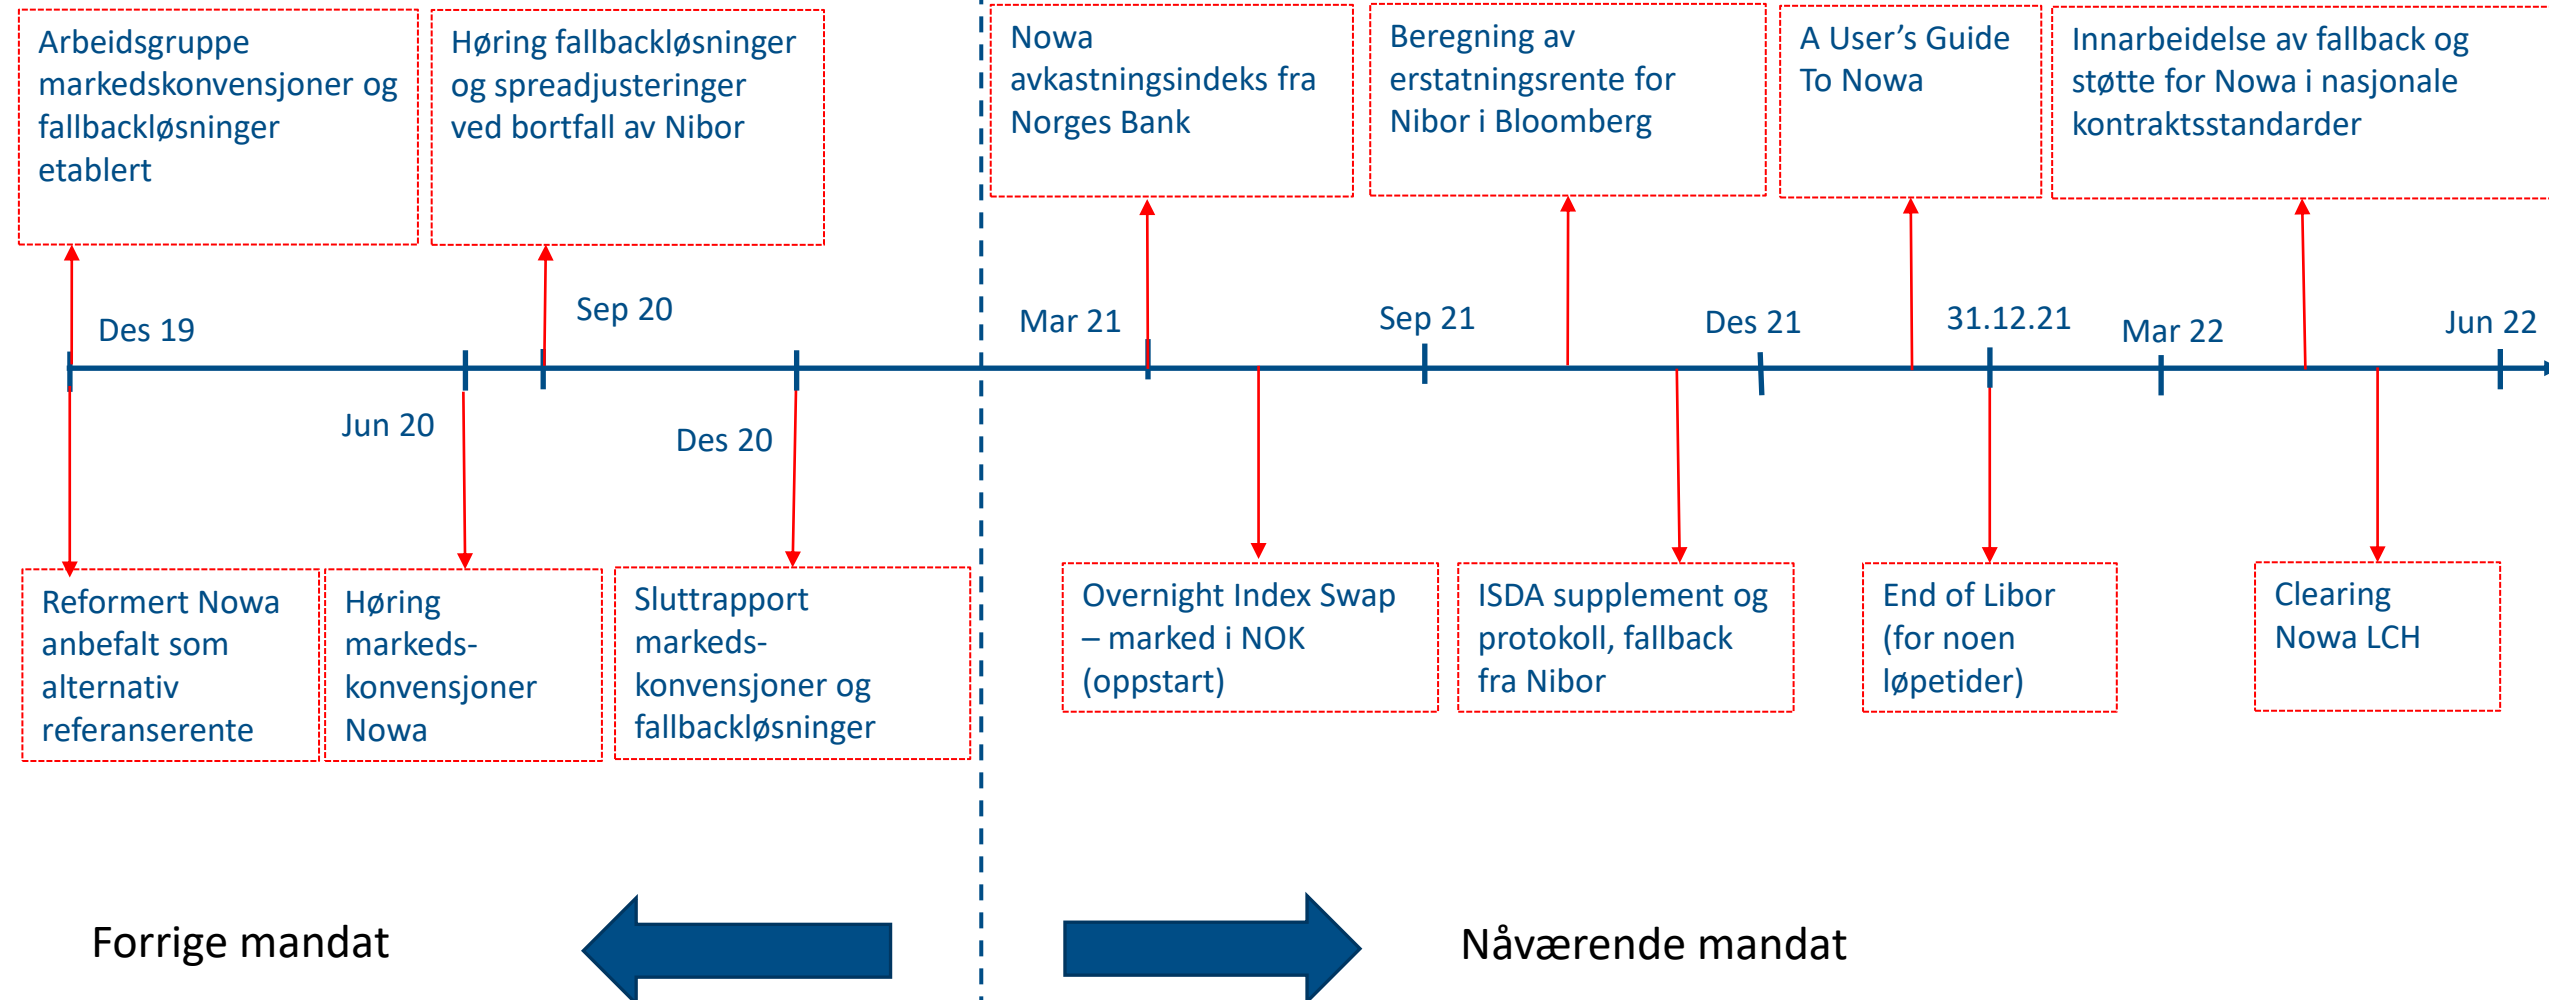 Arbeidsgruppe
markedskonvensjoner og
fallbackløsninger
etablert
Høring fallbackløsninger
og spreadjusteringer
ved bortfall av Nibor
Nowa
avkastningsindeks fra
Norges Bank
Beregning av
erstatningsrente for
Nibor i Bloomberg
A User’s Guide
To Nowa
Innarbeidelse av fallback og
støtte for Nowa i nasjonale
kontraktsstandarder
Des 19
Jun 20
Sep 20
Des 20
Mar 21
Sep 21
Des 21
31.12.21
Mar 22
Jun 22
Reformert Nowa
anbefalt som
alternativ
referanserente
Høring
markeds-
konvensjoner
Nowa
Sluttrapport
markeds-
konvensjoner og
fallbackløsninger
Overnight Index Swap
– marked i NOK
(oppstart)
ISDA supplement og
protokoll, fallback
fra Nibor
End of Libor
(for noen
løpetider)
Clearing
Nowa LCH
Forrige mandat
Nåværende mandat